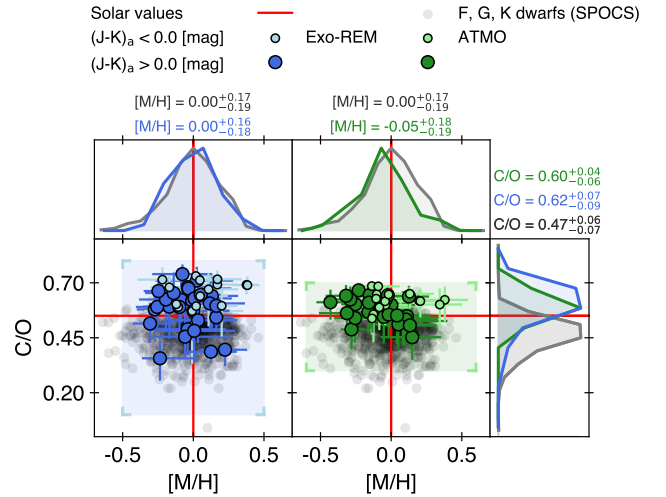 Solar values
F, G, K dwarfs (SPOCS)
(J-K)a < 0.0 [mag]
Exo-REM
ATMO
(J-K)a > 0.0 [mag]
[M/H] = 0.00+0.17−0.19
[M/H] = 0.00+0.17−0.19
[M/H] = 0.00+0.16−0.18
[M/H] = -0.05+0.18−0.19
C/O = 0.60+0.04−0.06
C/O = 0.62+0.07−0.09
C/O = 0.47+0.06−0.07
0.70
0.45
0.20
C/O
-0.5 0.0 0.5
-0.5 0.0 0.5
[M/H]
[M/H]